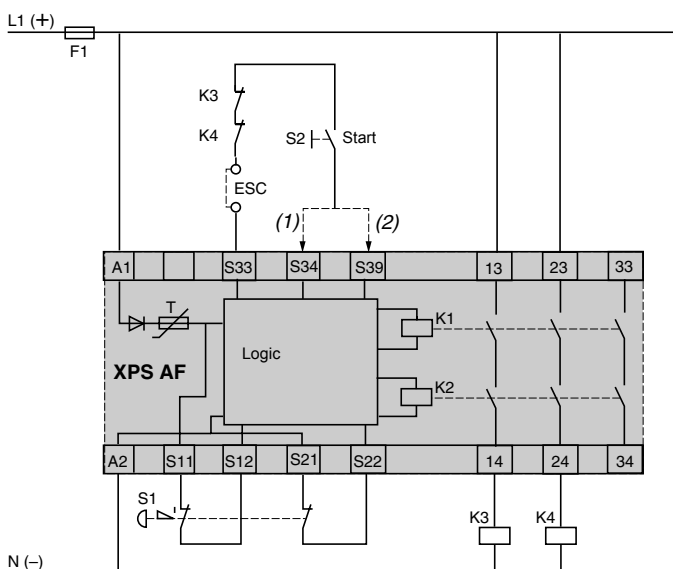 L1 (+)
F1
K3
K4
S2
Start
ESC
(1)
(2)
A1
S33
S34
S39
13
23
33
T
K1
Logic
XPS AF
K2
A2
S11
S12
S21
S22
14
24
34
S1
K3
K4
N (–)